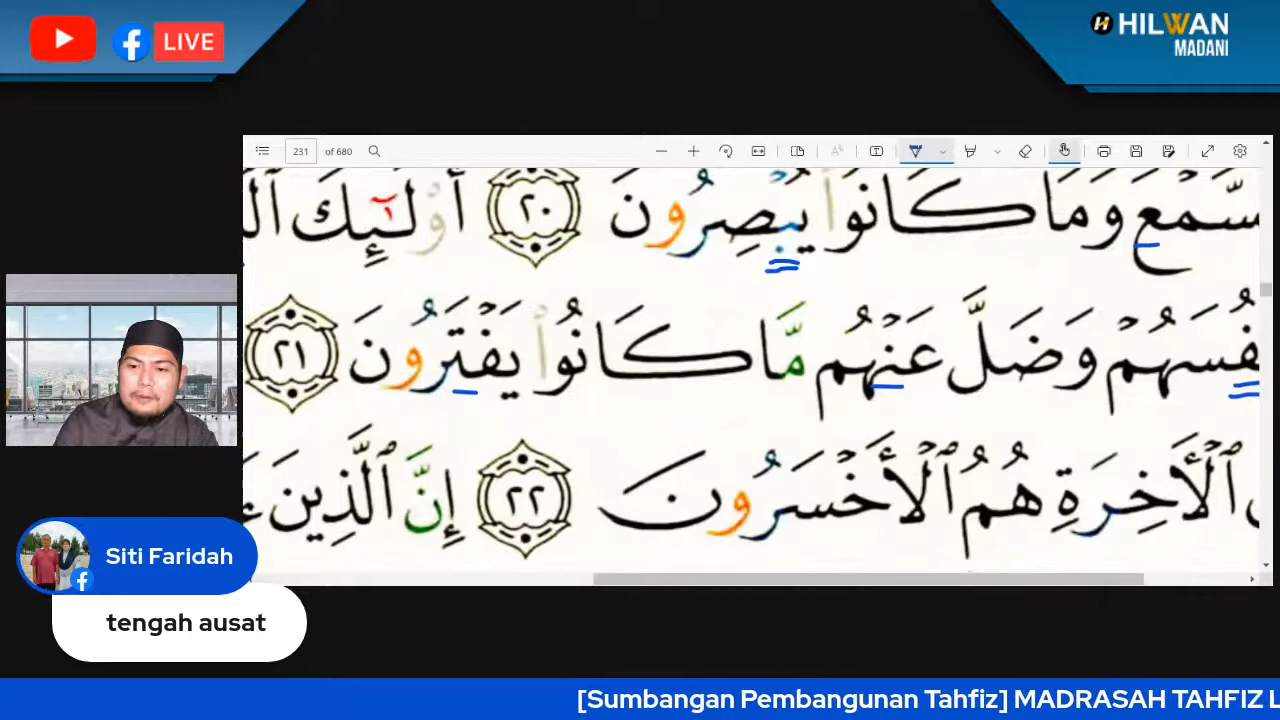 LIVE
HILWAN
MADANI
231 of 680
ٱلسَّمۡعَ وَمَا كَانُواْ يُبۡصِرُونَ ٢٠ أُوْلَٰٓئِكَ
وَضَلَّ عَنۡهُم مَّا كَانُواْ يَفۡتَرُونَ ٢١
ٱلۡأٓخِرَةِ هُمُ ٱلۡأَخۡسَرُونَ ٢٢ إِنَّ ٱلَّذِينَ
Siti Faridah
tengah ausat
[Sumbangan Pembangunan Tahfiz] MADRASAH TAHFIZ